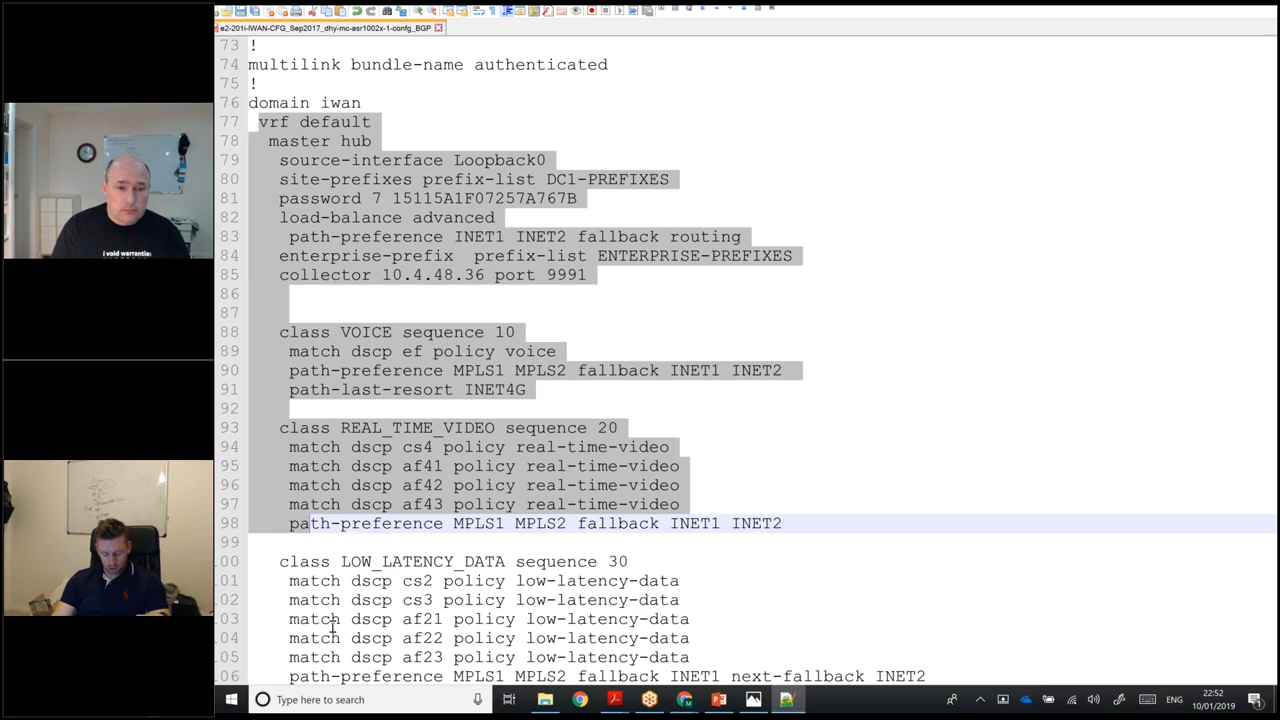 e2-201i-IWAN-CFG_Sep2017_dhy-mc-asr1002x-1-confg_BGP
73 !
74 multilink bundle-name authenticated
75 !
76 domain iwan
77 vrf default
78 master hub
79 source-interface Loopback0
80 site-prefixes prefix-list DC1-PREFIXES
81 password 7 15115A1F07257A767B
82 load-balance advanced
83 path-preference INET1 INET2 fallback routing
84 enterprise-prefix  prefix-list ENTERPRISE-PREFIXES
85 collector 10.4.48.36 port 9991
86
87
88 class VOICE sequence 10
89 match dscp ef policy voice
90 path-preference MPLS1 MPLS2 fallback INET1 INET2
91 path-last-resort INET4G
92
93 class REAL_TIME_VIDEO sequence 20
94 match dscp cs4 policy real-time-video
95 match dscp af41 policy real-time-video
96 match dscp af42 policy real-time-video
97 match dscp af43 policy real-time-video
98 path-preference MPLS1 MPLS2 fallback INET1 INET2
99
100 class LOW_LATENCY_DATA sequence 30
101 match dscp cs2 policy low-latency-data
102 match dscp cs3 policy low-latency-data
103 match dscp af21 policy low-latency-data
104 match dscp af22 policy low-latency-data
105 match dscp af23 policy low-latency-data
106 path-preference MPLS1 MPLS2 fallback INET1 next-fallback INET2
i void warrantie
Type here to search
ENG
22:52
10/01/2019